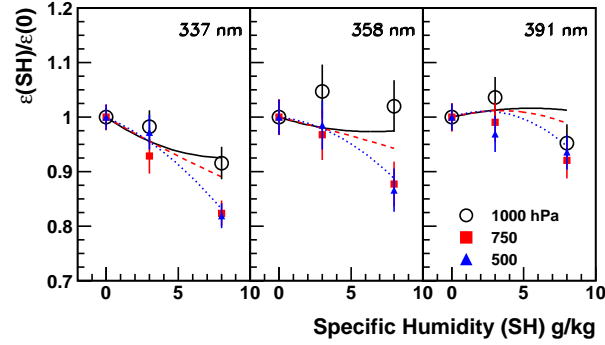 337 nm 358 nm 391 nm
ε(SH)/ε(0)
1.2
1.1
1
0.9
0.8
0.7
1000 hPa
750
500
0 5 10 0 5 10 0 5 10
Specific Humidity (SH) g/kg